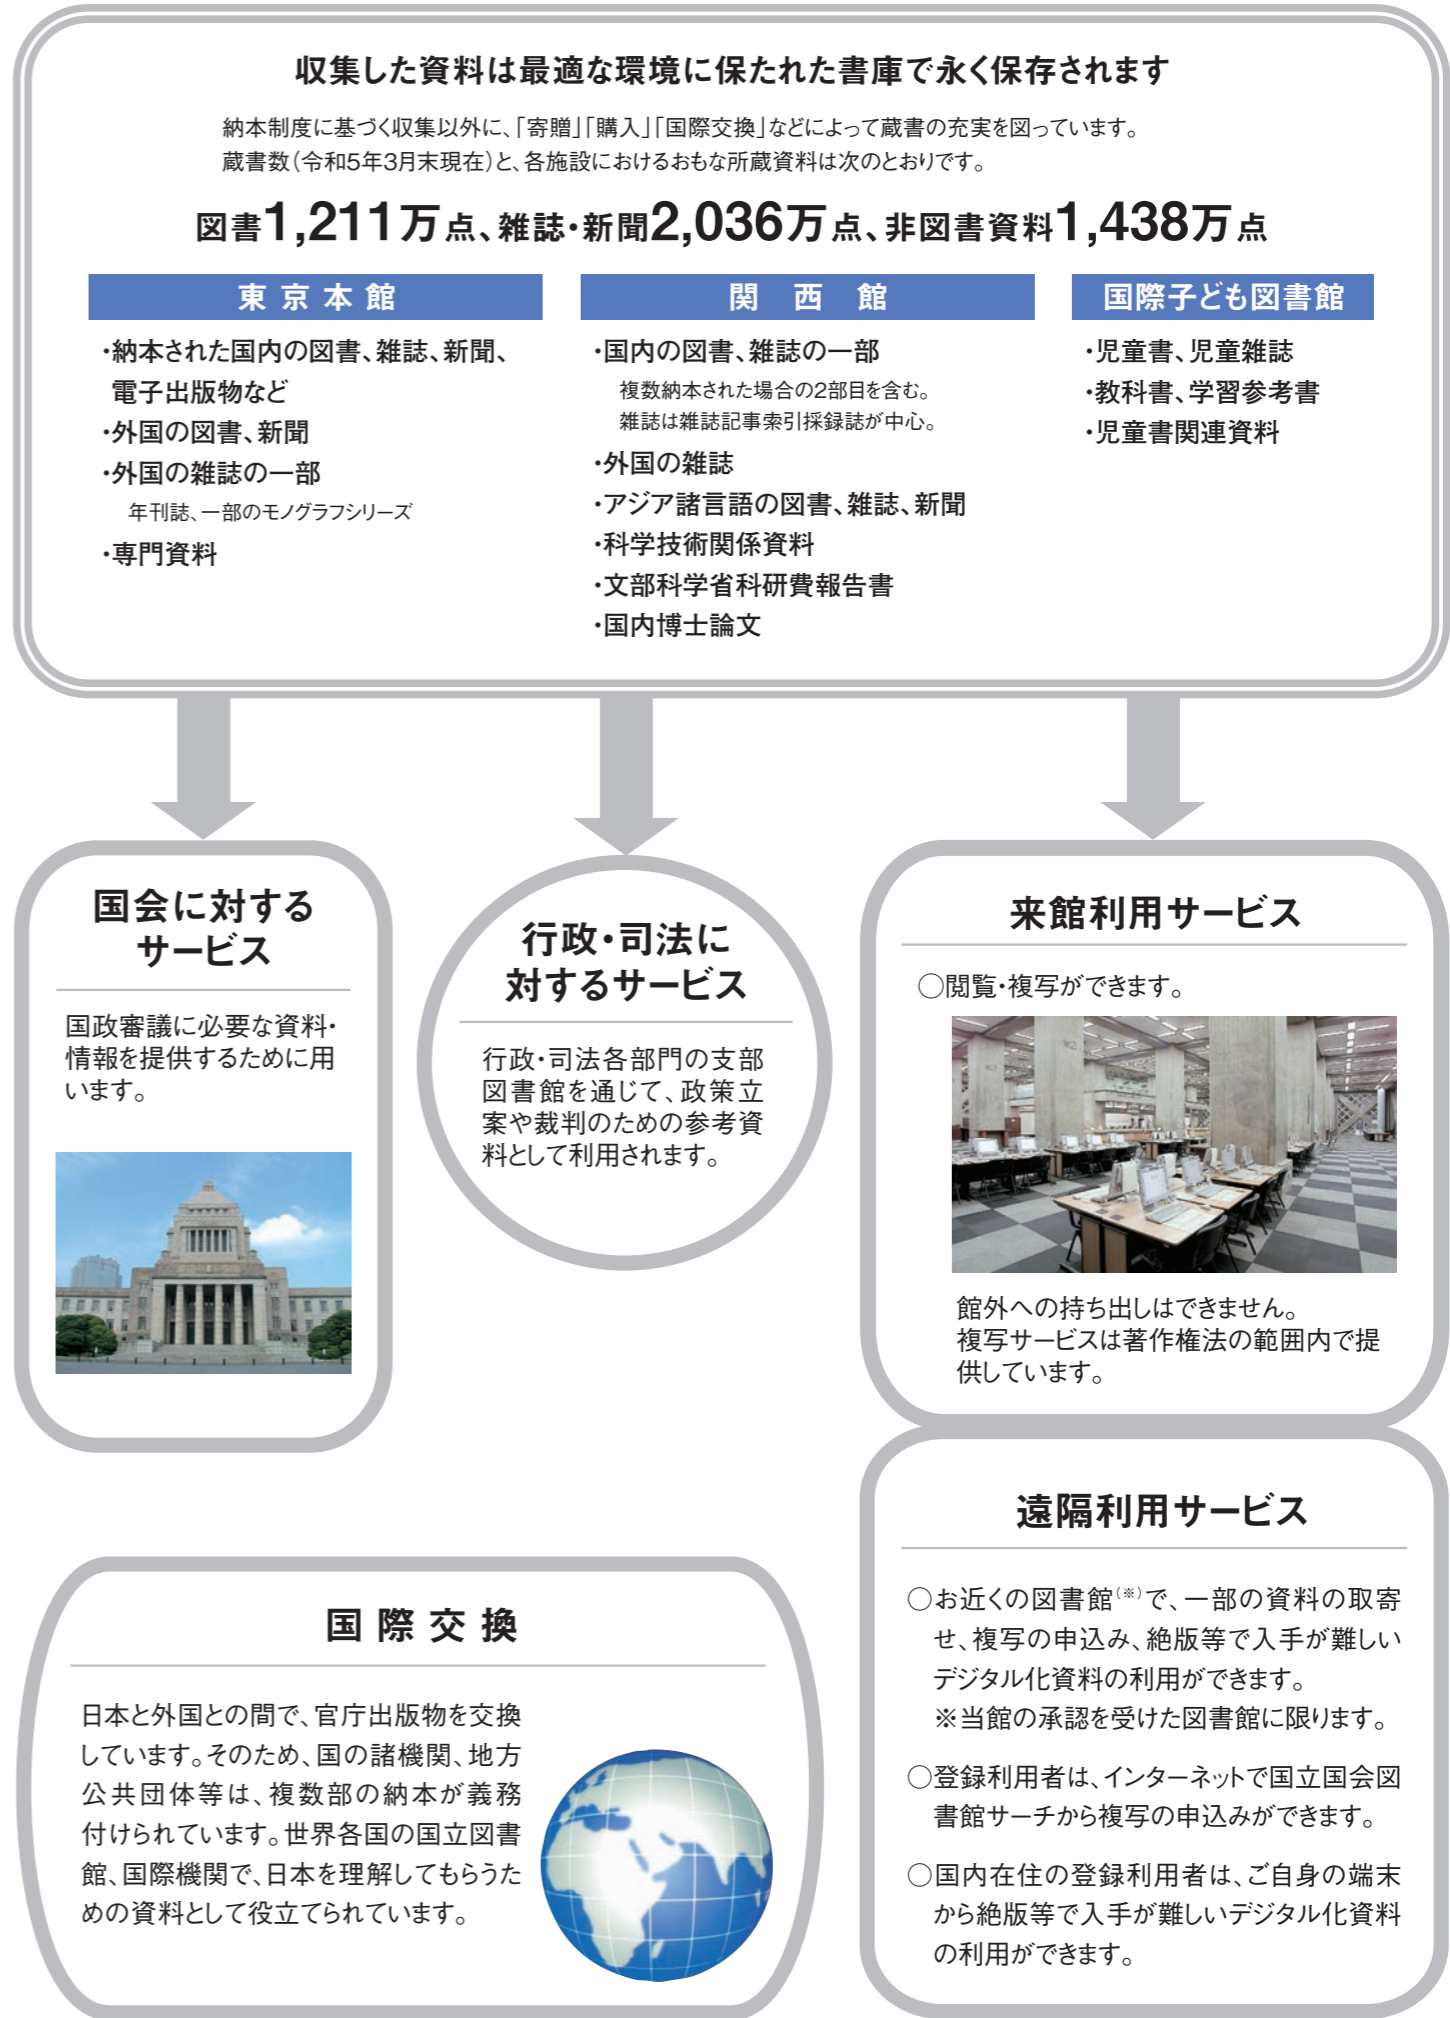 収集した資料は最適な環境に保たれた書庫で永く保存されます
納本制度に基づく収集以外に、「寄贈」「購入」「国際交換」などによって蔵書の充実を図っています。
蔵書数(令和5年3月末現在)と、各施設におけるおもな所蔵資料は次のとおりです。
図書1,211万点、雑誌・新聞2,036万点、非図書資料1,438万点
東京本館
・納本された国内の図書、雑誌、新聞、
電子出版物など
・外国の図書、新聞
・外国の雑誌の一部
年刊誌、一部のモノグラフシリーズ
・専門資料
関西館
・国内の図書、雑誌の一部
複数納本された場合の2部目を含む。
雑誌は雑誌記事索引採録誌が中心。
・外国の雑誌
・アジア諸言語の図書、雑誌、新聞
・科学技術関係資料
・文部科学省科研費報告書
・国内博士論文
国際子ども図書館
・児童書、児童雑誌
・教科書、学習参考書
・児童書関連資料
国会に対する
サービス
国政審議に必要な資料・
情報を提供するために用
います。
行政・司法に
対するサービス
行政・司法各部門の支部
図書館を通じて、政策立
案や裁判のための参考資
料として利用されます。
来館利用サービス
○閲覧・複写ができます。
館外への持ち出しはできません。
複写サービスは著作権法の範囲内で提
供しています。
遠隔利用サービス
○お近くの図書館(※)で、一部の資料の取寄
せ、複写の申込み、絶版等で入手が難しい
デジタル化資料の利用ができます。
※当館の承認を受けた図書館に限ります。
○登録利用者は、インターネットで国立国会図
書館サーチから複写の申込みができます。
○国内在住の登録利用者は、ご自身の端末
から絶版等で入手が難しいデジタル化資料
の利用ができます。
国際交換
日本と外国との間で、官庁出版物を交換
しています。そのため、国の諸機関、地方
公共団体等は、複数部の納本が義務
付けられています。世界各国の国立図書
館、国際機関で、日本を理解してもらうた
めの資料として役立てられています。